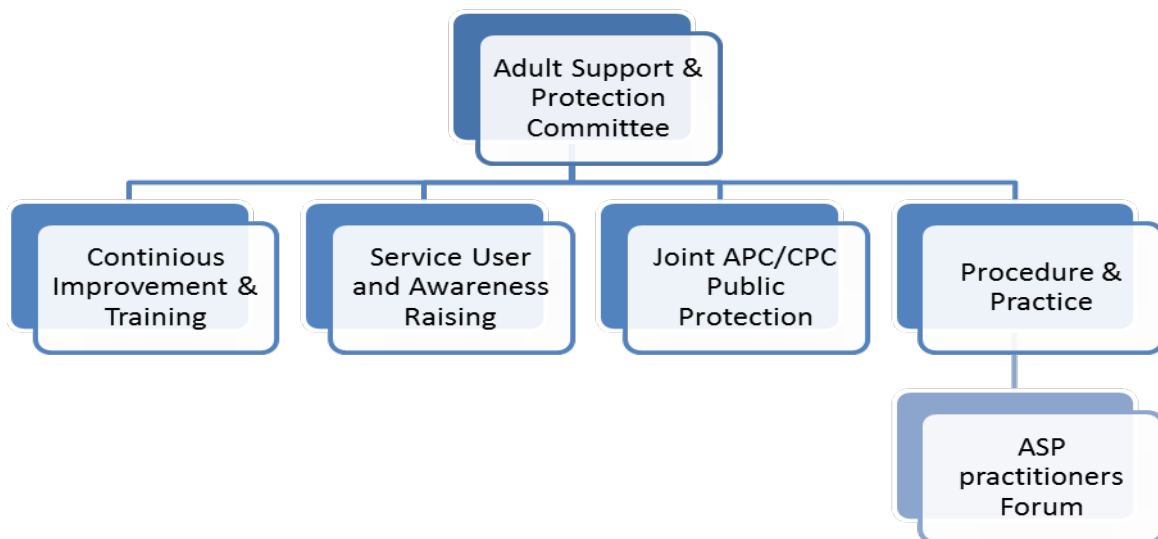 Adult Support &
Protection
Committee
Continious
Improvement &
Training
Service User
and Awareness
Raising
Joint APC/CPC
Public
Protection
Procedure &
Practice
ASP
practitioners
Forum